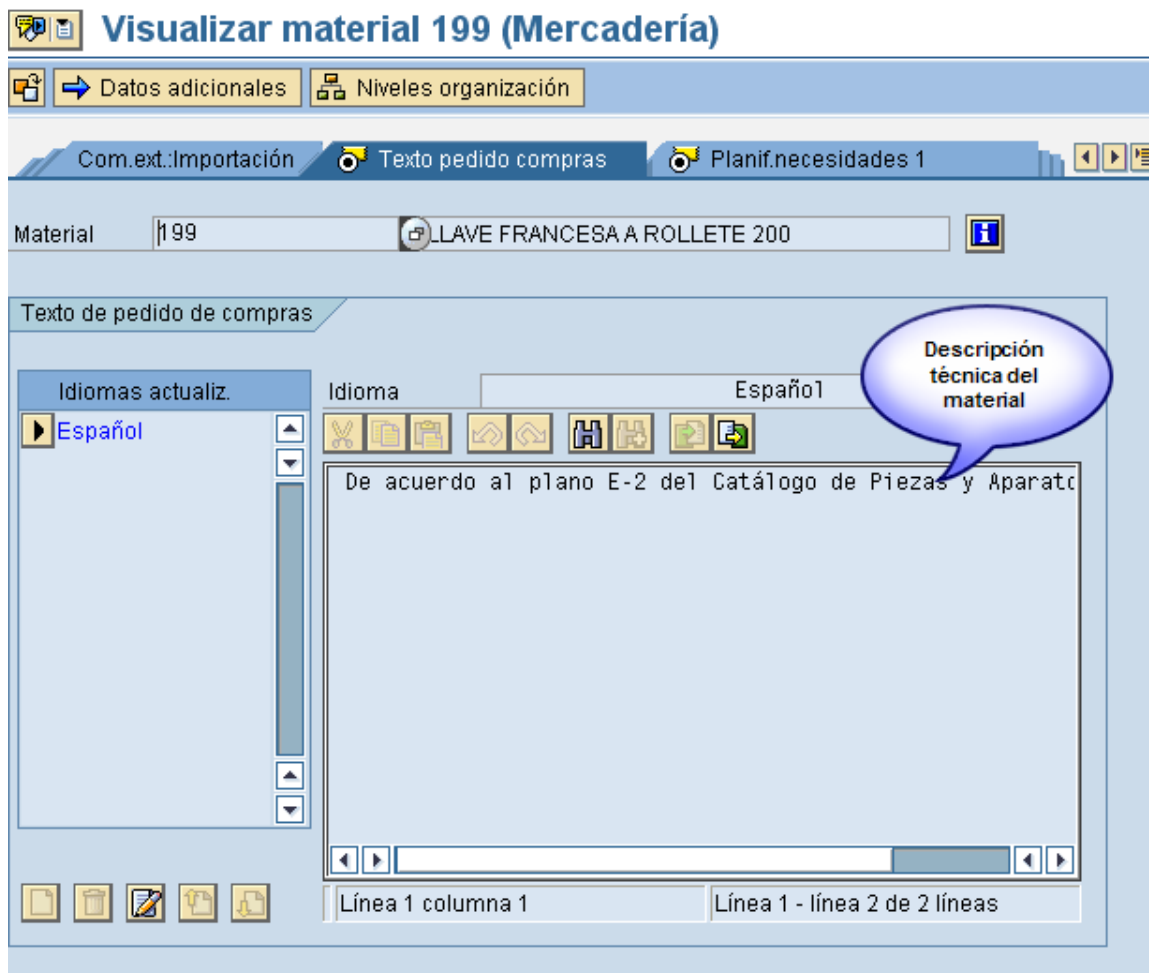 Visualizar material 199 (Mercadería)
Datos adicionales Niveles organización
Com.ext.:Importación Texto pedido compras Planif.necesidades 1
Material 199 LLAVE FRANCESA A ROLLETE 200
Texto de pedido de compras
Descripción
técnica del
material
Idiomas actualiz. Idioma Español
Español
De acuerdo al plano E-2 del Catálogo de Piezas y Aparato
Línea 1 columna 1 Línea 1 - línea 2 de 2 líneas